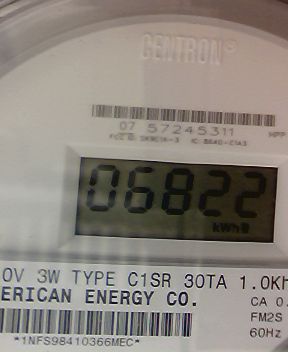 CENTRON®
07 57245311
HPP
06822
kWh
0V 3W TYPE C1SR 30TA 1.0Kh
ERICAN ENERGY CO.
CA 0.
FM2S
60Hz
*1NFS98410366MEC*